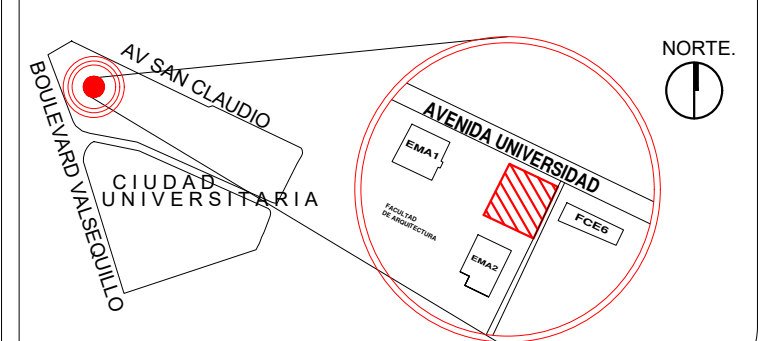 NORTE.
AV SAN CLAUDIO
BOULEVARD VALSEQUILLO
CIUDAD
UNIVERSITARIA
AVENIDA UNIVERSIDAD
EMA1
FACULTAD
DE ARQUITECTURA
FCE6
EMA2